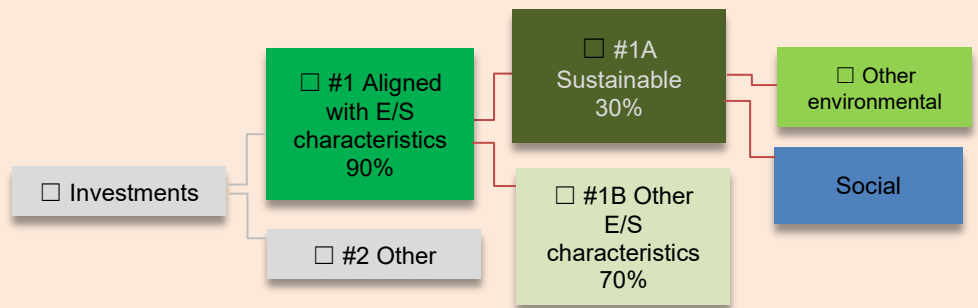 ☐ Investments
☐ #1 Aligned
with E/S
characteristics
90%
☐ #2 Other
☐ #1A
Sustainable
30%
☐ #1B Other
E/S
characteristics
70%
☐ Other
environmental
Social